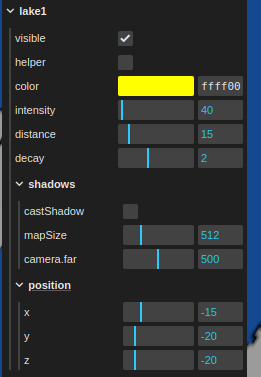 lake1
visible
helper
color ffff00
intensity 40
distance 15
decay 2
shadows
castShadow
mapSize 512
camera.far 500
position
x -15
y -20
z -20